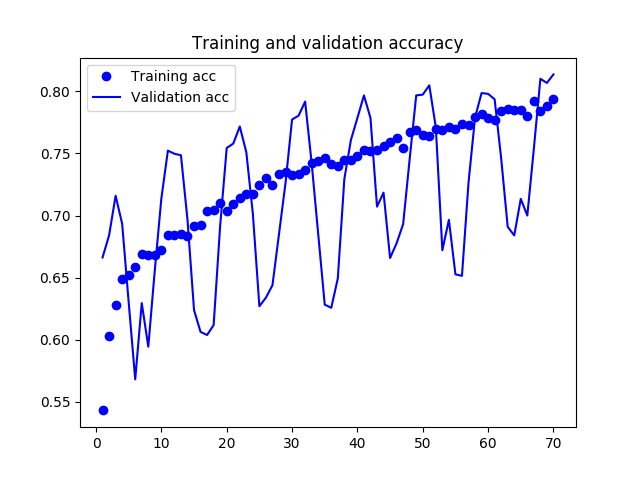 Training and validation accuracy
Training acc
Validation acc
0.80
0.75
0.70
0.65
0.60
0.55
0 10 20 30 40 50 60 70